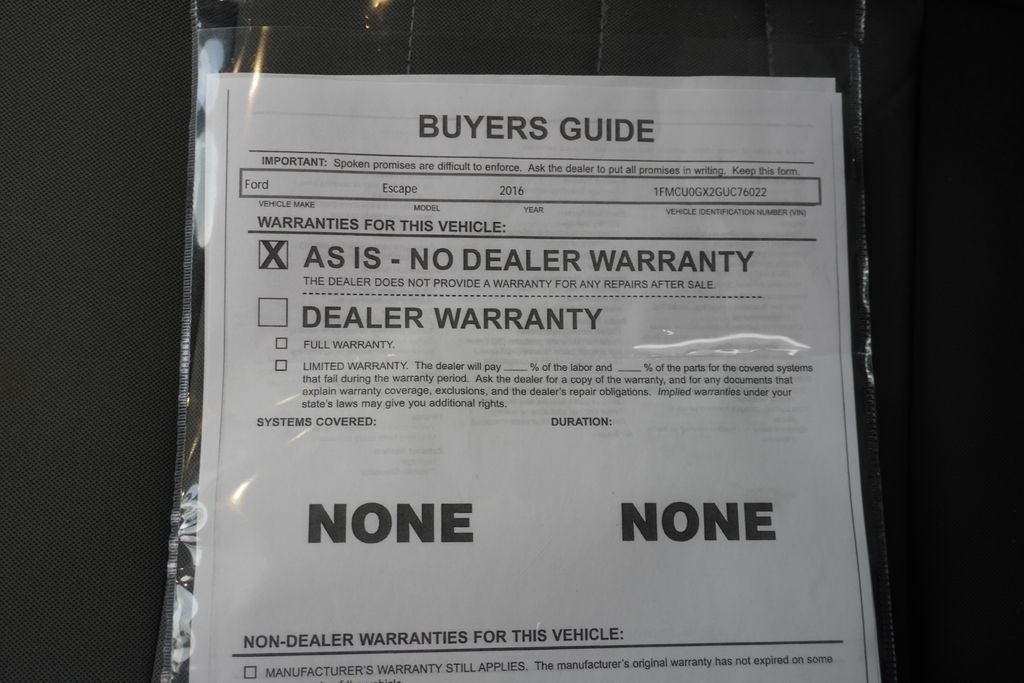 BUYERS GUIDE
IMPORTANT: Spoken promises are difficult to enforce. Ask the dealer to put all promises in writing. Keep this form.
Ford Escape 2016 1FMCU0GX2GUC76022
VEHICLE MAKE MODEL YEAR VEHICLE IDENTIFICATION NUMBER (VIN)
WARRANTIES FOR THIS VEHICLE:
X AS IS - NO DEALER WARRANTY
THE DEALER DOES NOT PROVIDE A WARRANTY FOR ANY REPAIRS AFTER SALE.
DEALER WARRANTY
FULL WARRANTY.
LIMITED WARRANTY. The dealer will pay ____ % of the labor and ____ % of the parts for the covered systems
that fail during the warranty period. Ask the dealer for a copy of the warranty, and for any documents that
explain warranty coverage, exclusions, and the dealer's repair obligations. Implied warranties under your
state's laws may give you additional rights.
SYSTEMS COVERED: DURATION:
NONE NONE
NON-DEALER WARRANTIES FOR THIS VEHICLE:
MANUFACTURER'S WARRANTY STILL APPLIES. The manufacturer's original warranty has not expired on some